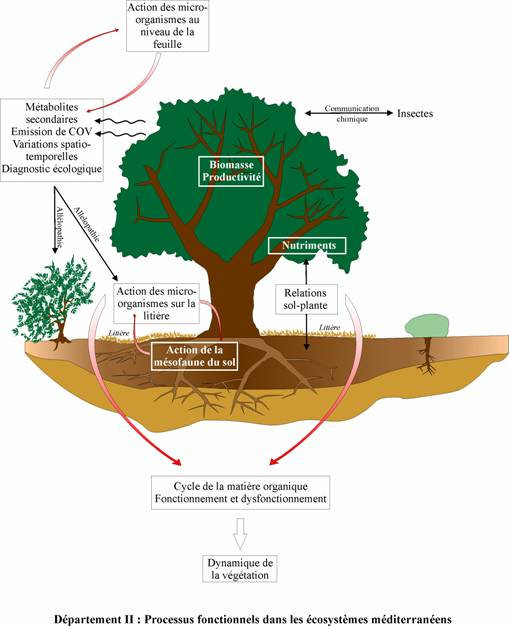 Action des micro-
organismes au
niveau de la
feuille
Métabolites
secondaires
Emission de COV
Variations spatio-
temporelles
Diagnostic écologique
Communication
chimique
Insectes
Biomasse
Productivité
Allélopathie
Allélopathie
Nutriments
Action des micro-
organismes sur la
litière
Relations
sol-plante
Litière
Litière
Action de la
mésofaune du sol
Cycle de la matière organique
Fonctionnement et dysfonctionnement
Dynamique de
la végétation
Département II : Processus fonctionnels dans les écosystèmes méditerranéens